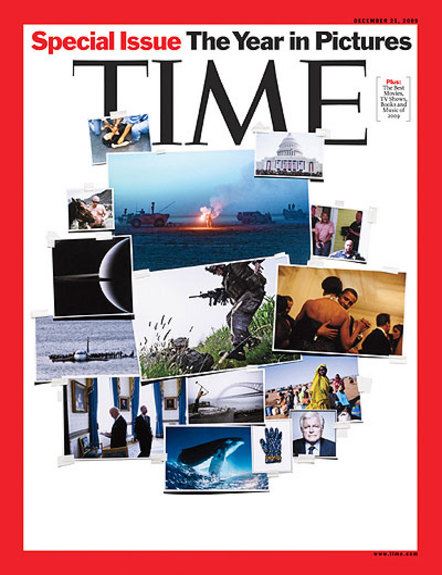 DECEMBER 21, 2009
Special Issue The Year in Pictures
TIME
Plus:
The Best
Movies,
TV Shows,
Books and
Music of
2009
www.time.com